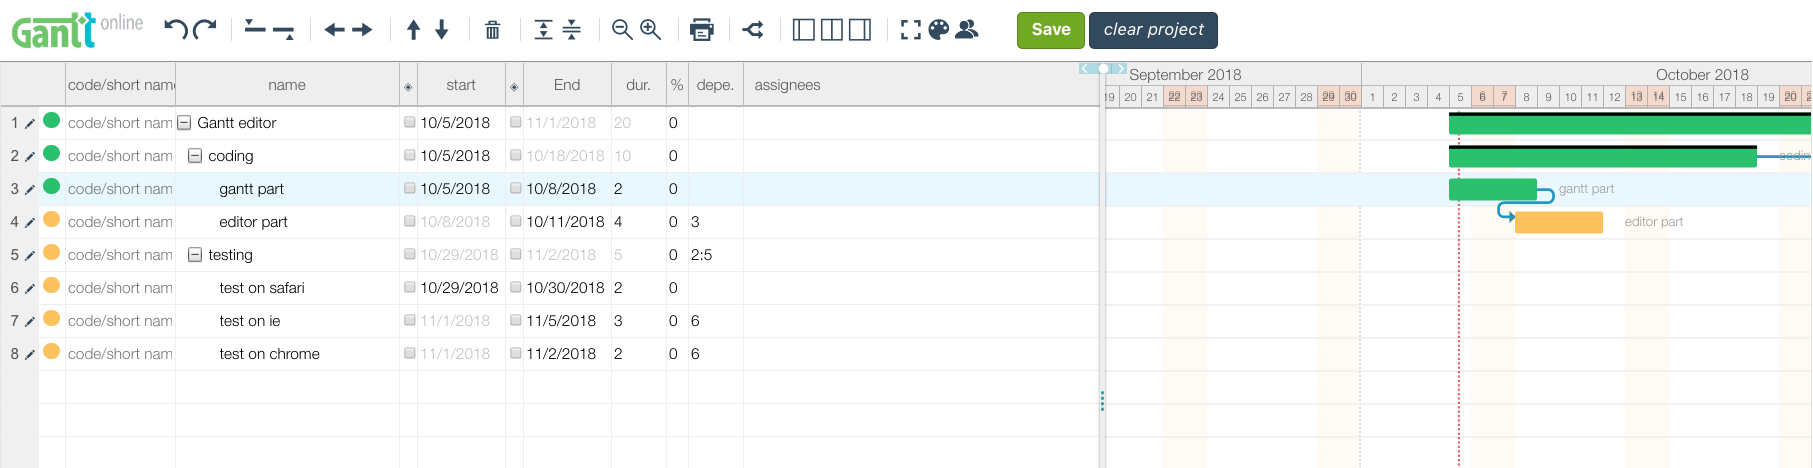 Gantt online Save clear project
code/short name name start End dur. % depe. assignees September 2018 October 2018
19 20 21 22 23 24 25 26 27 28 29 30 1 2 3 4 5 6 7 8 9 10 11 12 13 14 15 16 17 18 19 20
1 code/short nam Gantt editor 10/5/2018 11/1/2018 20 0
2 code/short nam coding 10/5/2018 10/18/2018 10 0 codin
3 code/short nam gantt part 10/5/2018 10/8/2018 2 0 gantt part
4 code/short nam editor part 10/8/2018 10/11/2018 4 0 3 editor part
5 code/short nam testing 10/29/2018 11/2/2018 5 0 2:5
6 code/short nam test on safari 10/29/2018 10/30/2018 2 0
7 code/short nam test on ie 11/1/2018 11/5/2018 3 0 6
8 code/short nam test on chrome 11/1/2018 11/2/2018 2 0 6